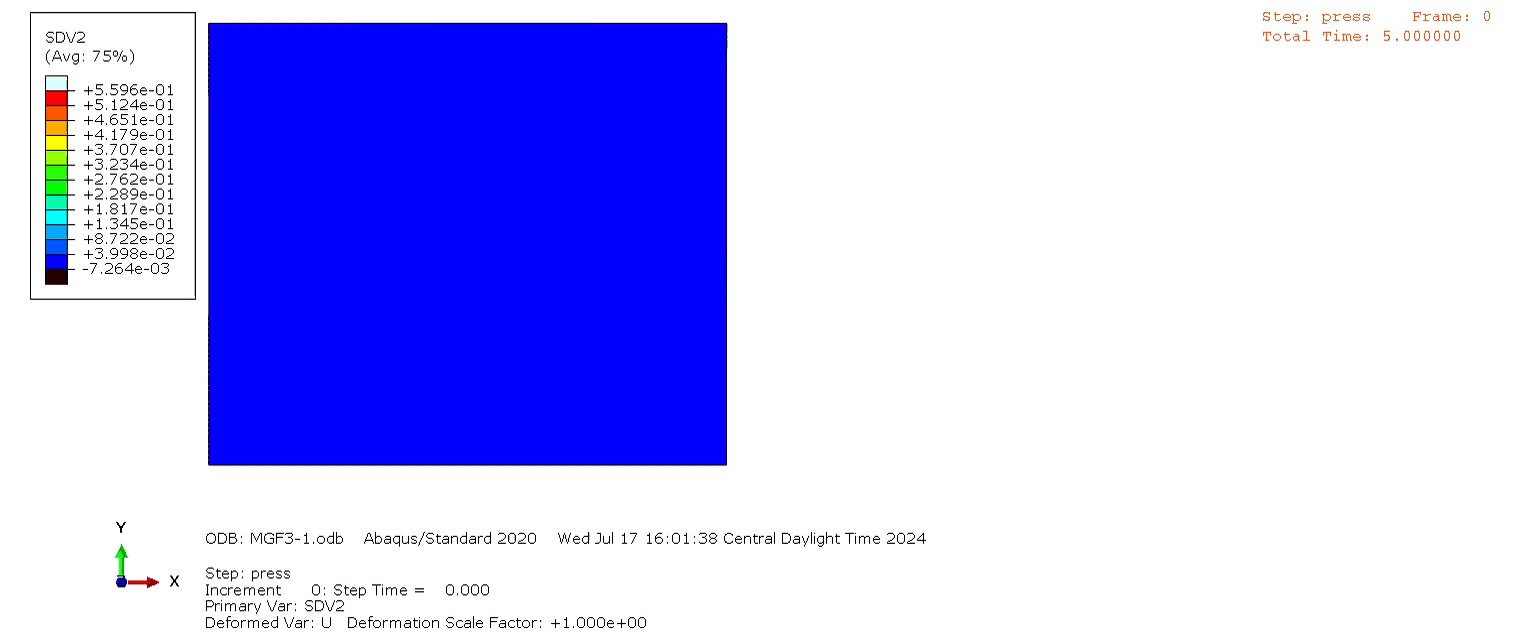 SDV2
(Avg: 75%)
+5.596e-01
+5.124e-01
+4.651e-01
+4.179e-01
+3.707e-01
+3.234e-01
+2.762e-01
+2.289e-01
+1.817e-01
+1.345e-01
+8.722e-02
+3.998e-02
-7.264e-03
Step: press Frame: 0
Total Time: 5.000000
Y
X
ODB: MGF3-1.odb Abaqus/Standard 2020 Wed Jul 17 16:01:38 Central Daylight Time 2024
Step: press
Increment 0: Step Time = 0.000
Primary Var: SDV2
Deformed Var: U Deformation Scale Factor: +1.000e+00